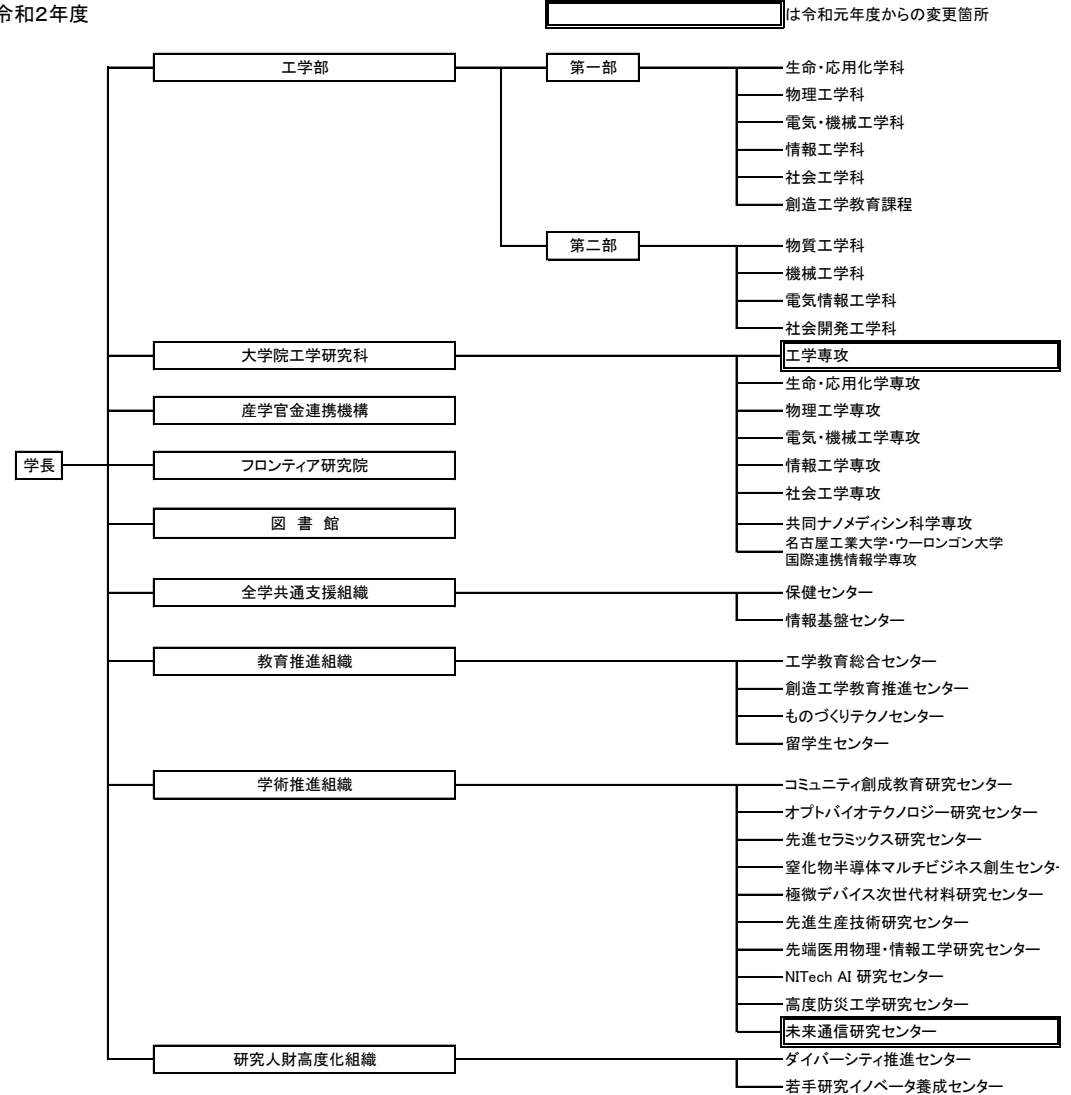 令和2年度
は令和元年度からの変更箇所
工学部
第一部
生命・応用化学科
物理工学科
電気・機械工学科
情報工学科
社会工学科
創造工学教育課程
第二部
物質工学科
機械工学科
電気情報工学科
社会開発工学科
大学院工学研究科
工学専攻
生命・応用化学専攻
物理工学専攻
電気・機械工学専攻
情報工学専攻
社会工学専攻
共同ナノメディシン科学専攻
名古屋工業大学・ウーロンゴン大学
国際連携情報学専攻
産学官金連携機構
学長
フロンティア研究院
図 書 館
全学共通支援組織
保健センター
情報基盤センター
教育推進組織
工学教育総合センター
創造工学教育推進センター
ものづくりテクノセンター
留学生センター
学術推進組織
コミュニティ創成教育研究センター
オプトバイオテクノロジー研究センター
先進セラミックス研究センター
窒化物半導体マルチビジネス創生センター
極微デバイス次世代材料研究センター
先進生産技術研究センター
先端医用物理・情報工学研究センター
NITech AI 研究センター
高度防災工学研究センター
未来通信研究センター
研究人財高度化組織
ダイバーシティ推進センター
若手研究イノベータ養成センター